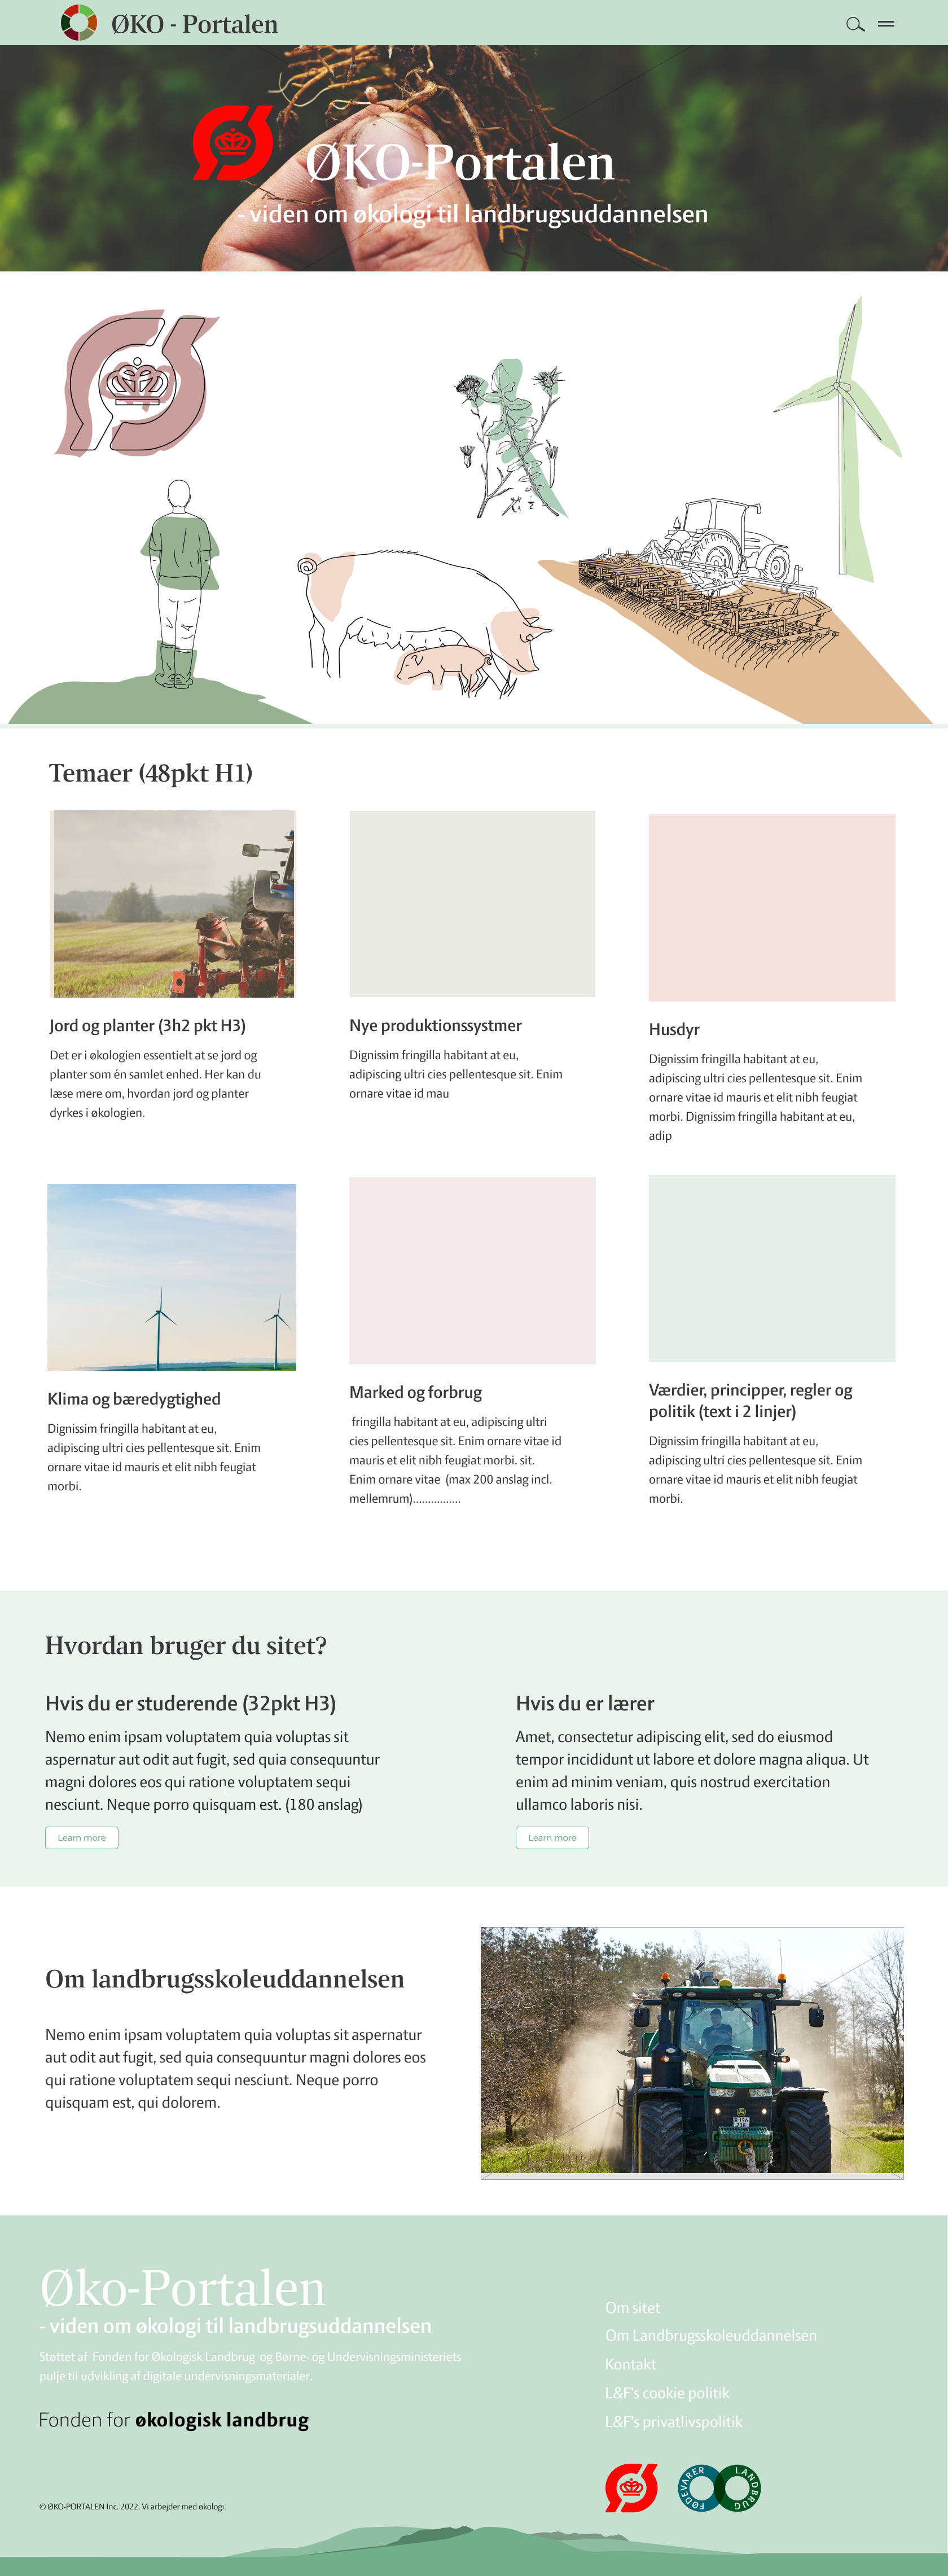 ØKO - Portalen
ØKO-Portalen
- viden om økologi til landbrugsuddannelsen
Temaer (48pkt H1)
Jord og planter (3h2 pkt H3)
Det er i økologien essentielt at se jord og
planter som én samlet enhed. Her kan du
læse mere om, hvordan jord og planter
dyrkes i økologien.
Nye produktionssystmer
Dignissim fringilla habitant at eu,
adipiscing ultri cies pellentesque sit. Enim
ornare vitae id mau
Husdyr
Dignissim fringilla habitant at eu,
adipiscing ultri cies pellentesque sit. Enim
ornare vitae id mauris et elit nibh feugiat
morbi. Dignissim fringilla habitant at eu,
adip
Klima og bæredygtighed
Dignissim fringilla habitant at eu,
adipiscing ultri cies pellentesque sit. Enim
ornare vitae id mauris et elit nibh feugiat
morbi.
Marked og forbrug
fringilla habitant at eu, adipiscing ultri
cies pellentesque sit. Enim ornare vitae id
mauris et elit nibh feugiat morbi. sit.
Enim ornare vitae (max 200 anslag incl.
mellemrum)................
Værdier, principper, regler og
politik (text i 2 linjer)
Dignissim fringilla habitant at eu,
adipiscing ultri cies pellentesque sit. Enim
ornare vitae id mauris et elit nibh feugiat
morbi.
Hvordan bruger du sitet?
Hvis du er studerende (32pkt H3)
Nemo enim ipsam voluptatem quia voluptas sit
aspernatur aut odit aut fugit, sed quia consequuntur
magni dolores eos qui ratione voluptatem sequi
nesciunt. Neque porro quisquam est. (180 anslag)
Learn more
Hvis du er lærer
Amet, consectetur adipiscing elit, sed do eiusmod
tempor incididunt ut labore et dolore magna aliqua. Ut
enim ad minim veniam, quis nostrud exercitation
ullamco laboris nisi.
Learn more
Om landbrugsskoleuddannelsen
Nemo enim ipsam voluptatem quia voluptas sit aspernatur
aut odit aut fugit, sed quia consequuntur magni dolores eos
qui ratione voluptatem sequi nesciunt. Neque porro
quisquam est, qui dolorem.
Øko-Portalen
- viden om økologi til landbrugsuddannelsen
Støttet af Fonden for Økologisk Landbrug og Børne- og Undervisningsministeriets
pulje til udvikling af digitale undervisningsmaterialer.
Fonden for økologisk landbrug
© ØKO-PORTALEN Inc. 2022. Vi arbejder med økologi.
Om sitet
Om Landbrugsskoleuddannelsen
Kontakt
L&F's cookie politik
L&F's privatlivspolitik
FØDEVARER
LANDBRUG